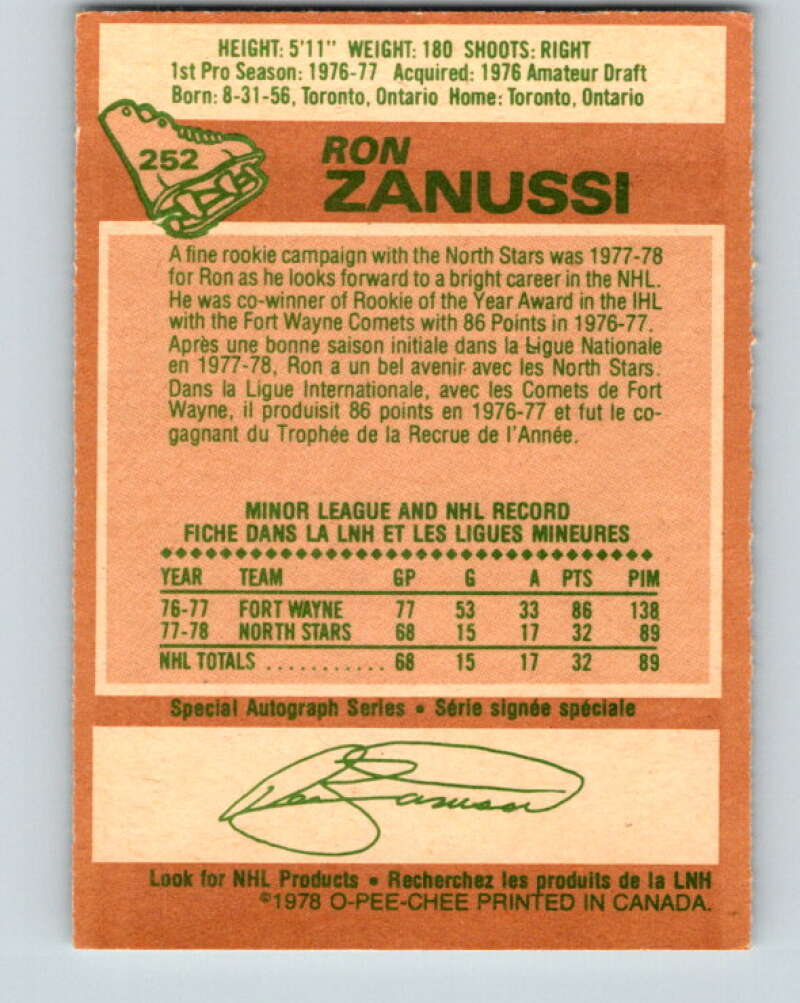 HEIGHT: 5'11" WEIGHT: 180 SHOOTS: RIGHT
1st Pro Season: 1976-77 Acquired: 1976 Amateur Draft
Born: 8-31-56, Toronto, Ontario Home: Toronto, Ontario
252
RON
ZANUSSI
A fine rookie campaign with the North Stars was 1977-78
for Ron as he looks forward to a bright career in the NHL.
He was co-winner of Rookie of the Year Award in the IHL
with the Fort Wayne Comets with 86 Points in 1976-77.
Après une bonne saison initiale dans la Ligue Nationale
en 1977-78, Ron a un bel avenir avec les North Stars.
Dans la Ligue Internationale, avec les Comets de Fort
Wayne, il produisit 86 points en 1976-77 et fut le co-
gagnant du Trophée de la Recrue de l'Année.
MINOR LEAGUE AND NHL RECORD
FICHE DANS LA LNH ET LES LIGUES MINEURES
YEAR TEAM GP G A PTS PIM
76-77 FORT WAYNE 77 53 33 86 138
77-78 NORTH STARS 68 15 17 32 89
NHL TOTALS ........... 68 15 17 32 89
Special Autograph Series • Série signée spéciale
Ron Zanussi
Look for NHL Products • Recherchez les produits de la LNH
©1978 O-PEE-CHEE PRINTED IN CANADA.